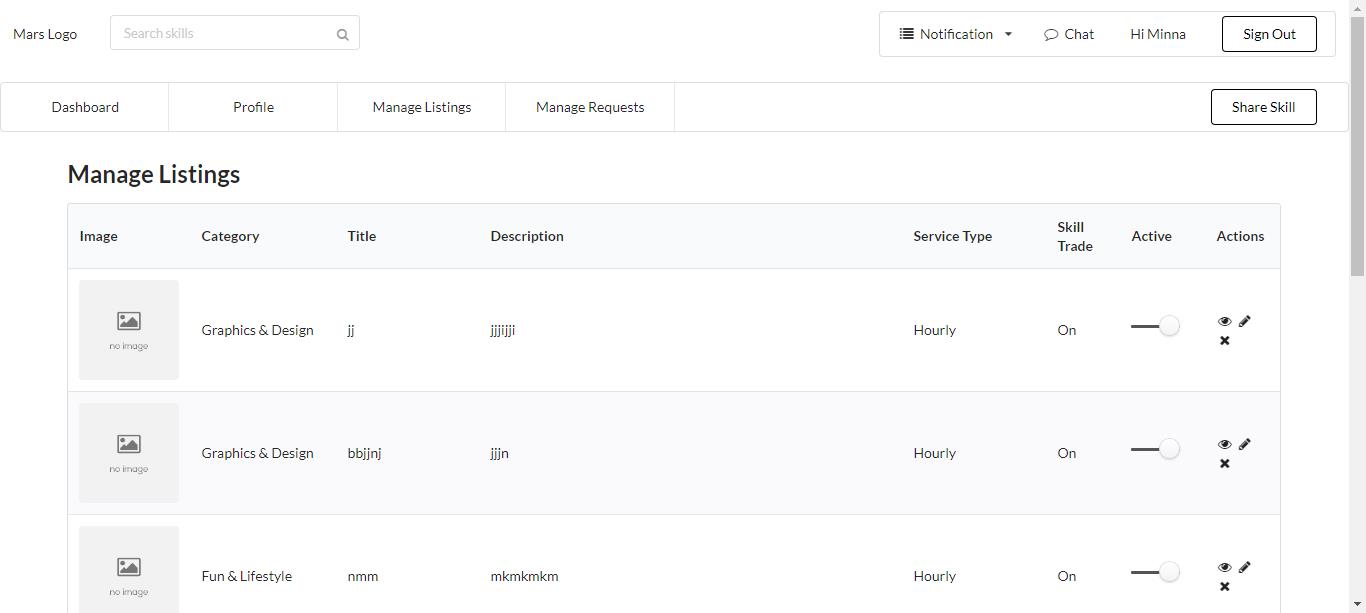 Mars Logo
Search skills
Notification
Chat
Hi Minna
Sign Out
Dashboard
Profile
Manage Listings
Manage Requests
Share Skill
Manage Listings
Image
Category
Title
Description
Service Type
Skill
Trade
Active
Actions
no image
Graphics & Design
jj
jjjijji
Hourly
On
no image
Graphics & Design
bbjjnj
jjjn
Hourly
On
no image
Fun & Lifestyle
nmm
mkmkmkm
Hourly
On